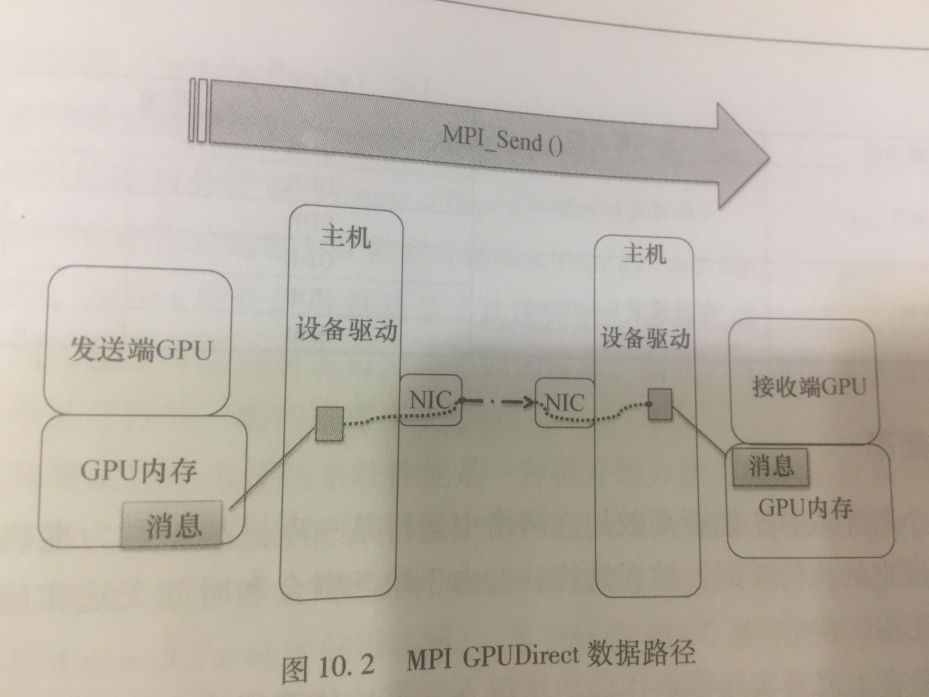 MPI_Send ()
主机
主机
设备驱动
设备驱动
发送端GPU
接收端GPU
NIC
NIC
GPU内存
消息
消息
GPU内存
图 10.2 MPI GPUDirect 数据路径